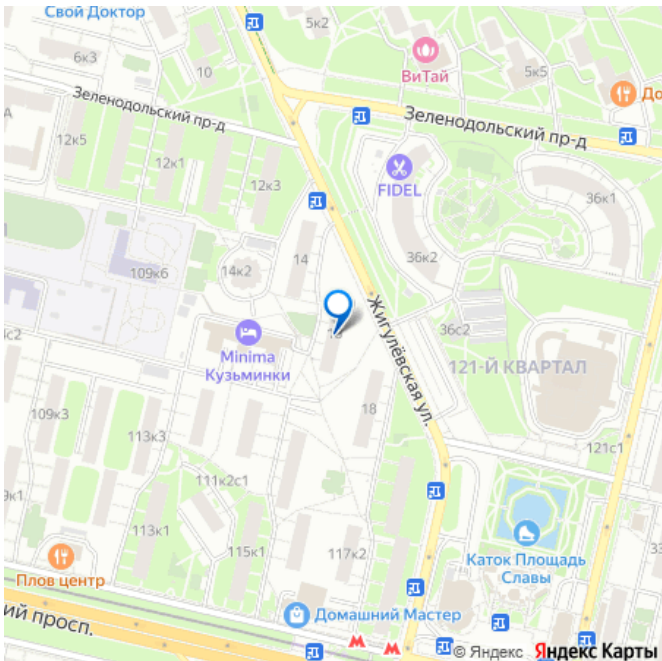 Свой Доктор
5к2
6к3
10
ВиТай
5к5
Зеленодольский пр-д
Зеленодольский пр-д
12к5
12к1
12к3
FIDEL
36к1
36к2
14
14к2
109к6
Minima
Кузьминки
Жигулёвская ул.
36с2
121-Й КВАРТАЛ
18
109к3
113к3
111к2с1
121с1
113к1
115к1
117к2
Каток Площадь
Славы
Плов центр
Домашний Мастер
ий просп.
© Яндекс Яндекс Карты